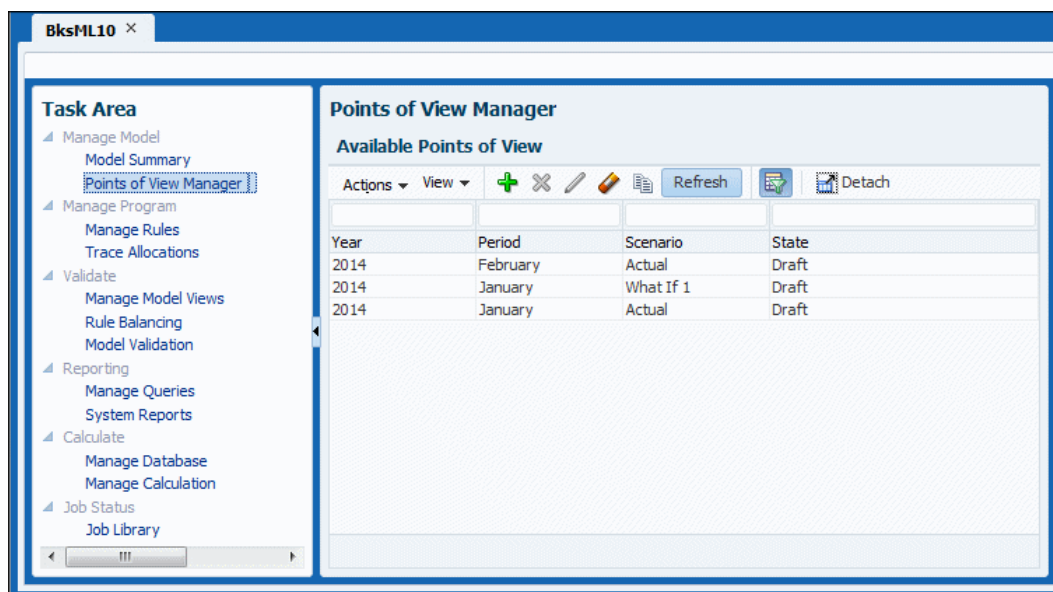 BksML10 ×
Task Area
Manage Model
Model Summary
Points of View Manager
Manage Program
Manage Rules
Trace Allocations
Validate
Manage Model Views
Rule Balancing
Model Validation
Reporting
Manage Queries
System Reports
Calculate
Manage Database
Manage Calculation
Job Status
Job Library
Points of View Manager
Available Points of View
Actions View Refresh Detach
Year Period Scenario State
2014 February Actual Draft
2014 January What If 1 Draft
2014 January Actual Draft